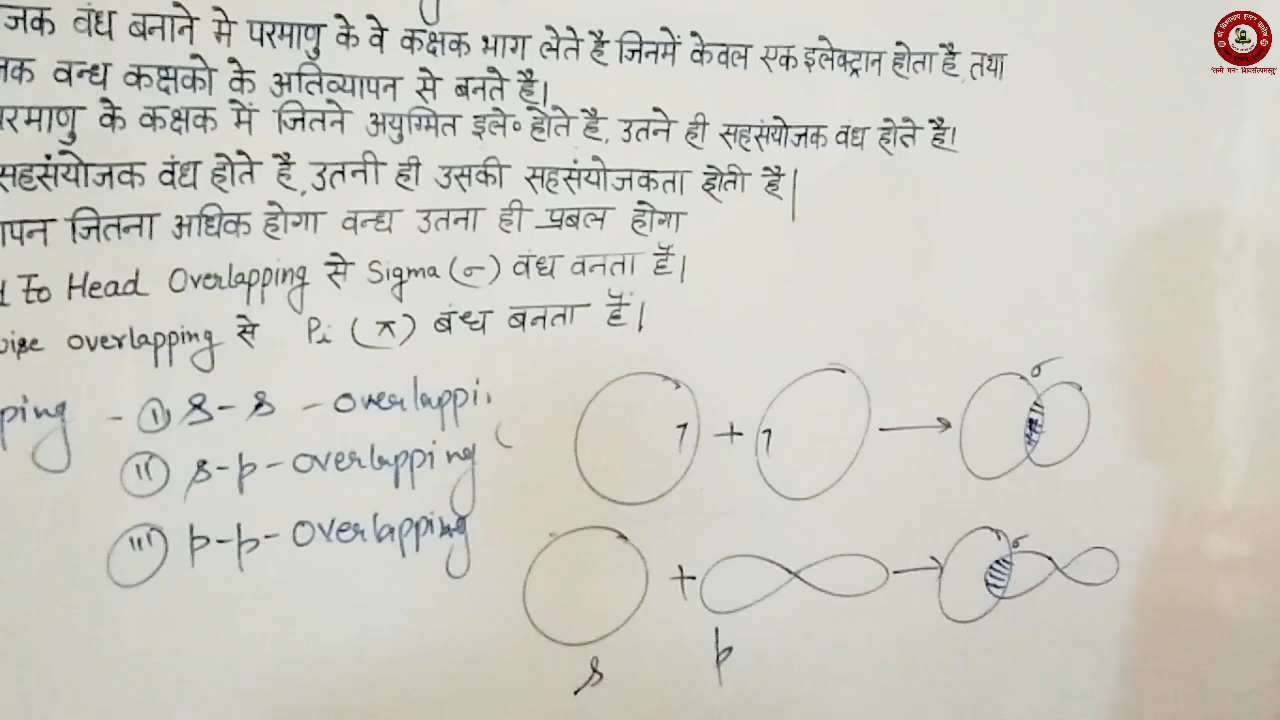 जक वंध बनाने मे परमाणु के वे कक्षक भाग लेते है जिनमें केवल एक इलेक्ट्रान होता है, तथा
वन्ध कक्षको के अतिव्यापन से बनते है।
परमाणु के कक्षक में जितने अयुग्मित इले॰ होते है, उतने ही सहसंयोजक वंध होते है।
सहसंयोजक वंध होते है, उतनी ही उसकी सहसंयोजकता होती है|
पन जितना अधिक होगा वन्ध उतना ही प्रबल होगा
To Head Overlapping से Sigma (σ) वंध वनता है।
overlapping से Pi (π) बंध बनता हैं।
ping - (i) s-s - overlappi
(ii) s-p-overlapping
(iii) p-p-overlapping
1 + 1 → σ
+ → σ
s p